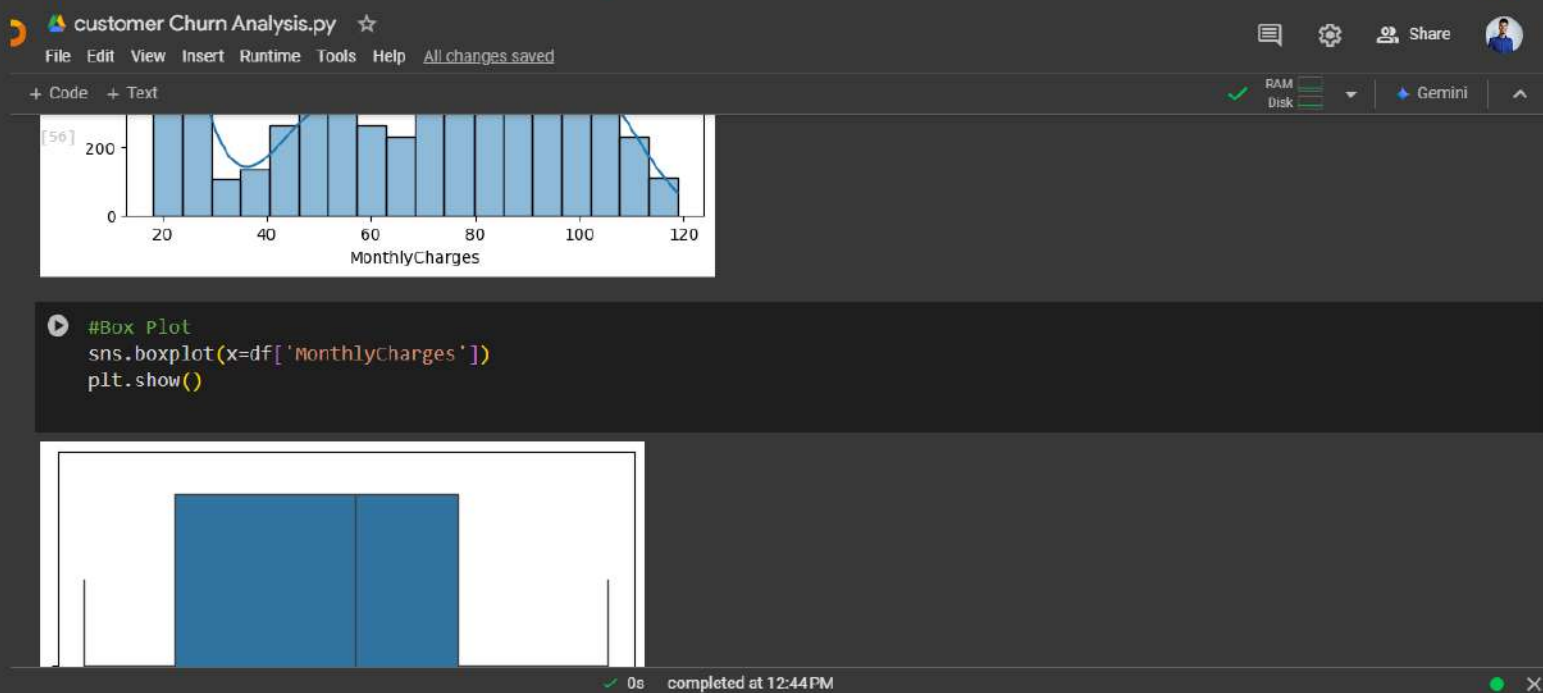 customer Churn Analysis.py
File Edit View Insert Runtime Tools Help All changes saved
Share
+ Code + Text
RAM
Disk
Gemini
[56]
200
0
20 40 60 80 100 120
MonthlyCharges
#Box Plot
sns.boxplot(x=df['MonthlyCharges'])
plt.show()
0s completed at 12:44 PM